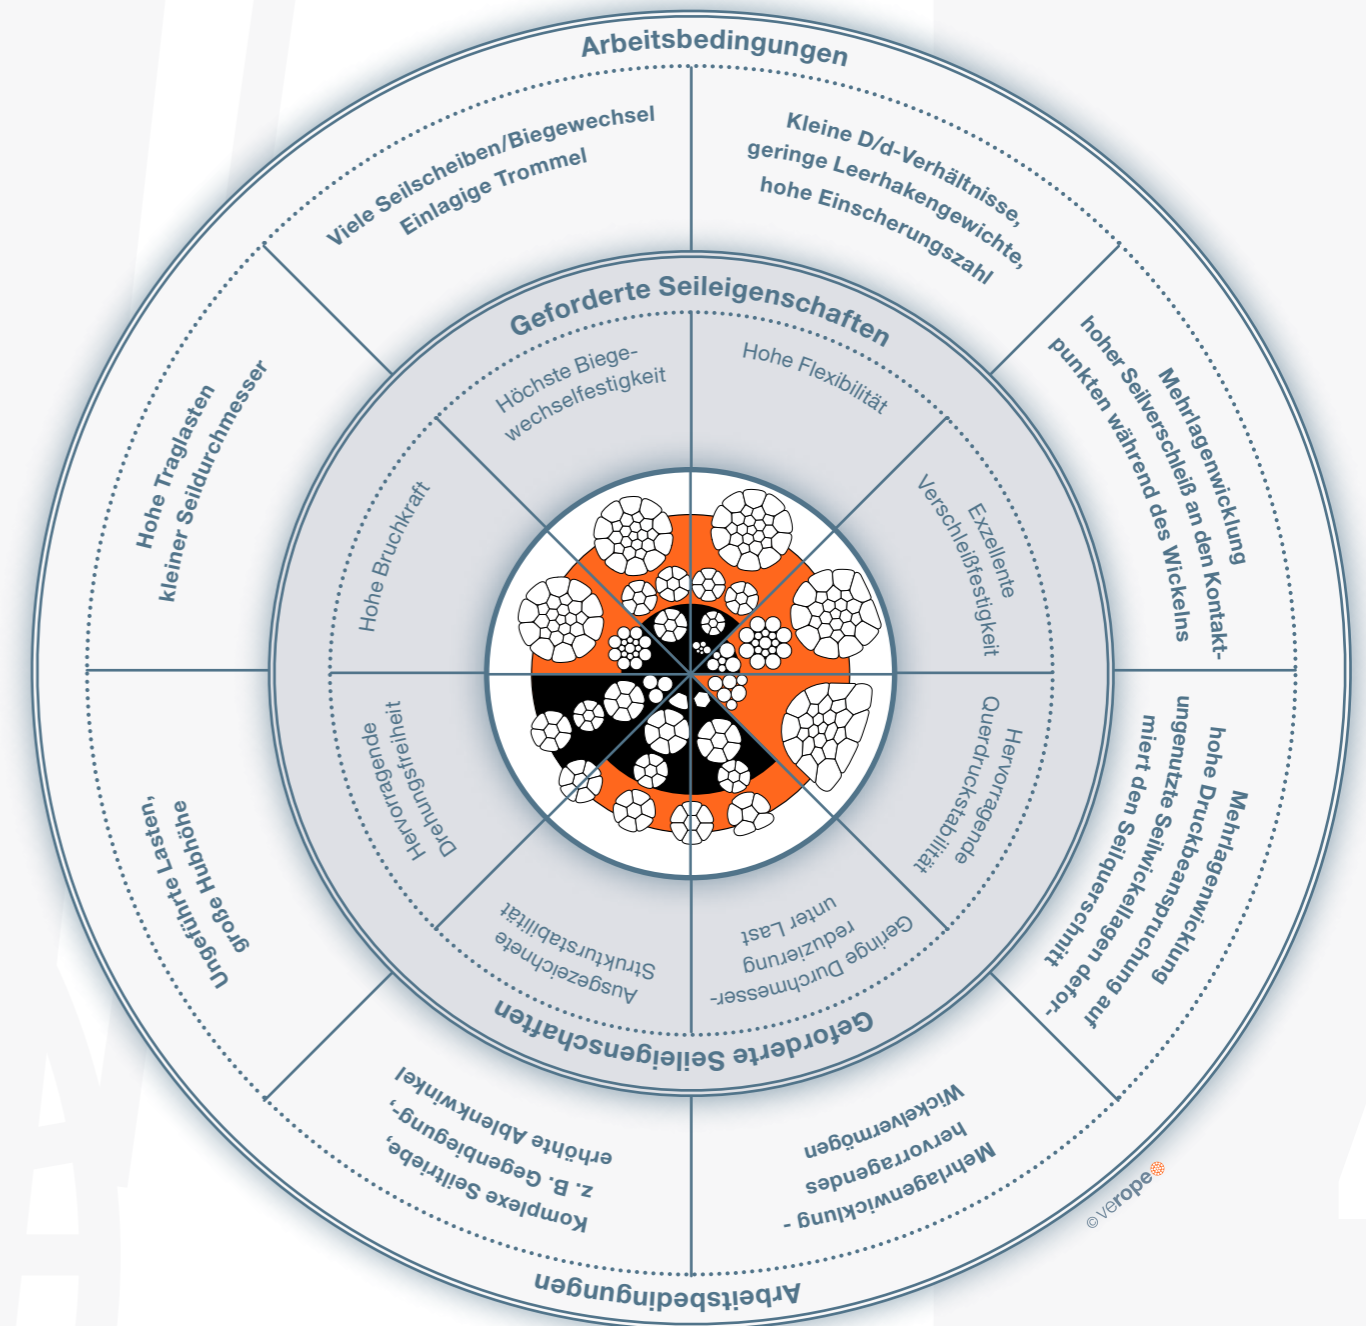 Arbeitsbedingungen
Viele Seilscheiben/Biegewechsel
Einlagige Trommel
Kleine D/d-Verhältnisse,
geringe Leerhakengewichte,
hohe Einscherungszahl
Mehrlagenwicklung
hoher Seilverschleiß an den Kontakt-
punkten während des Wickelns
Mehrlagenwicklung
hohe Druckbeanspruchung auf
ungenutzte Seilwickellagen defor-
miert den Seilquerschnitt
Mehrlagenwicklung -
hervorragendes
Wickelvermögen
Komplexe Seiltriebe,
z. B. Gegenbiegung-,
erhöhte Ablenkwinkel
Ungeführte Lasten,
große Hubhöhe
Hohe Traglasten
kleiner Seildurchmesser
Arbeitsbedingungen
Geforderte Seileigenschaften
Höchste Biege-
wechselfestigkeit
Hohe Flexibilität
Exzellente
Verschleißfestigkeit
Hervorragende
Querdruckstabilität
Geringe Durchmesser-
reduzierung
unter Last
Ausgezeichnete
Strukturstabilität
Hervorragende
Drehungsfreiheit
Hohe Bruchkraft
Geforderte Seileigenschaften
© verope